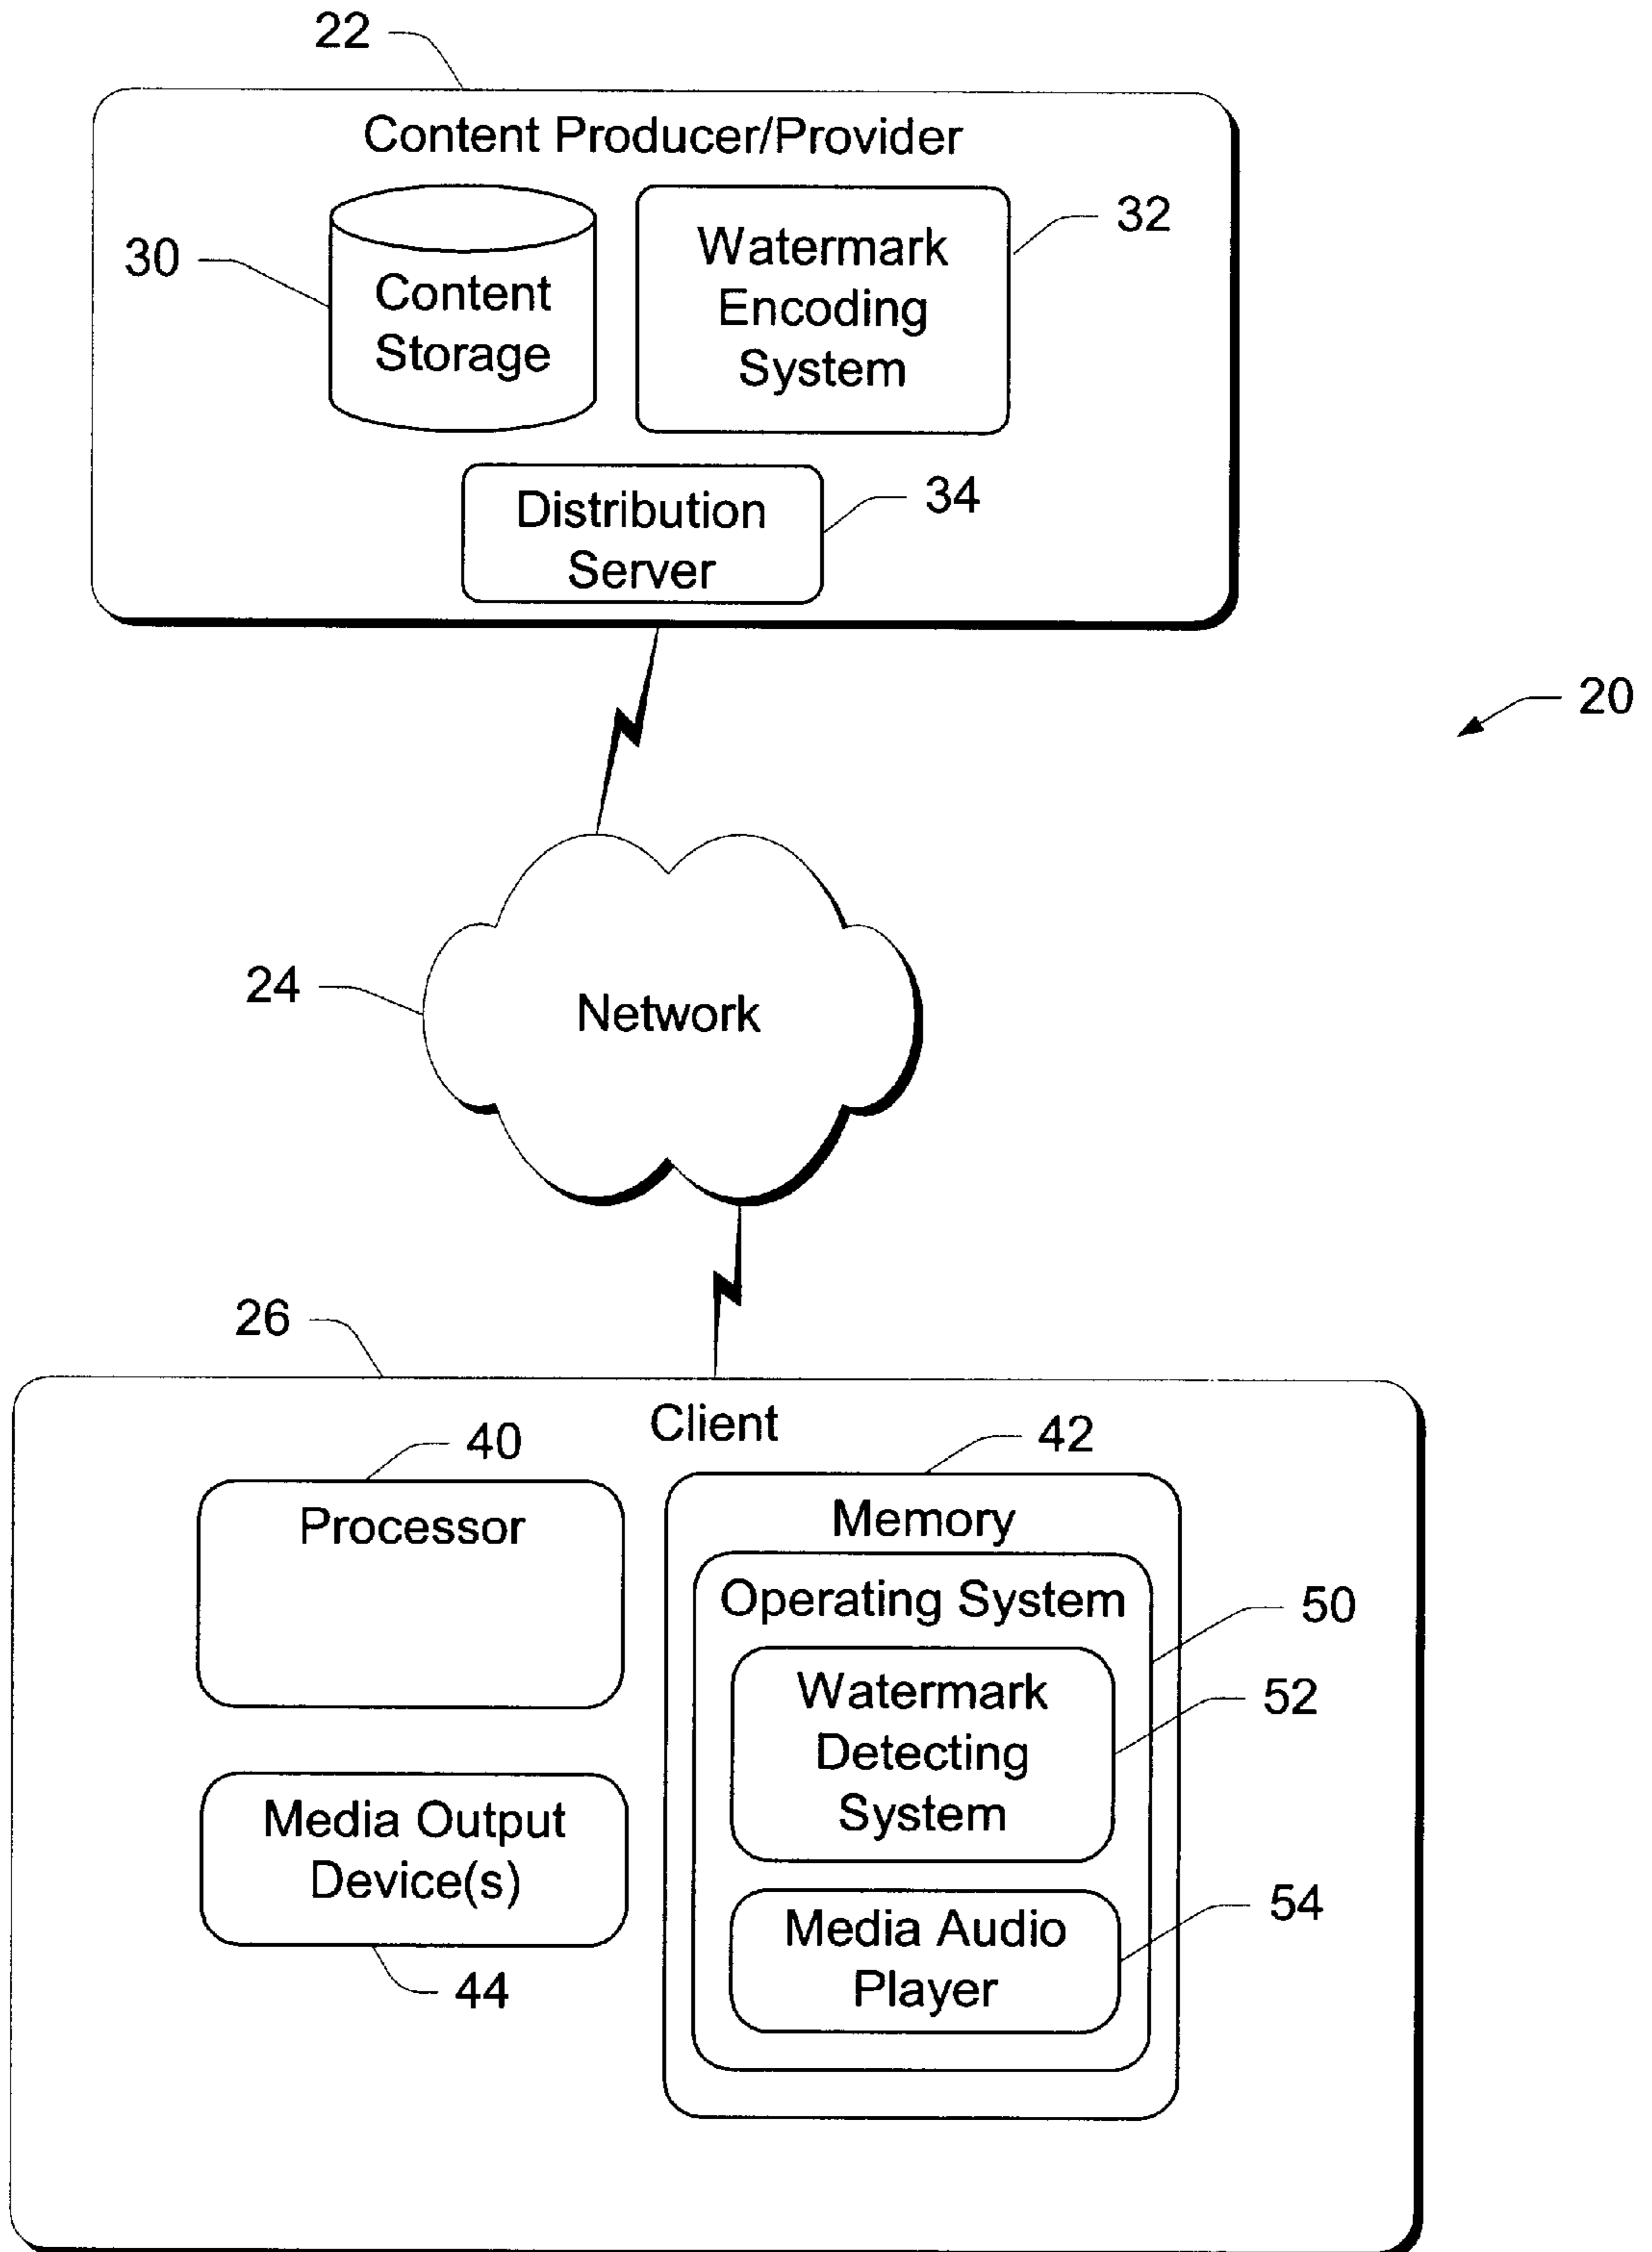 22
Content Producer/Provider
30
Content
Storage
Watermark
Encoding
System
32
Distribution
Server
34
20
24
Network
26
Client
40
Processor
42
Memory
Operating System
50
Watermark
Detecting
System
52
Media Output
Device(s)
44
Media Audio
Player
54